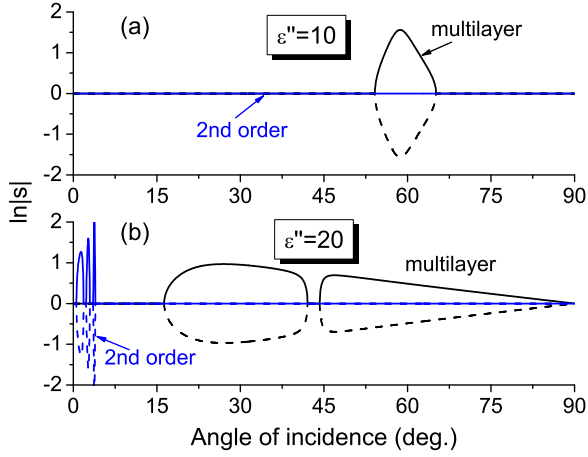 (a)
ε"=10
multilayer
2nd order
2
1
0
-1
-2
0 15 30 45 60 75 90
ln|s|
(b)
ε"=20
multilayer
2nd order
2
1
0
1
2
0 15 30 45 60 75 90
Angle of incidence (deg.)